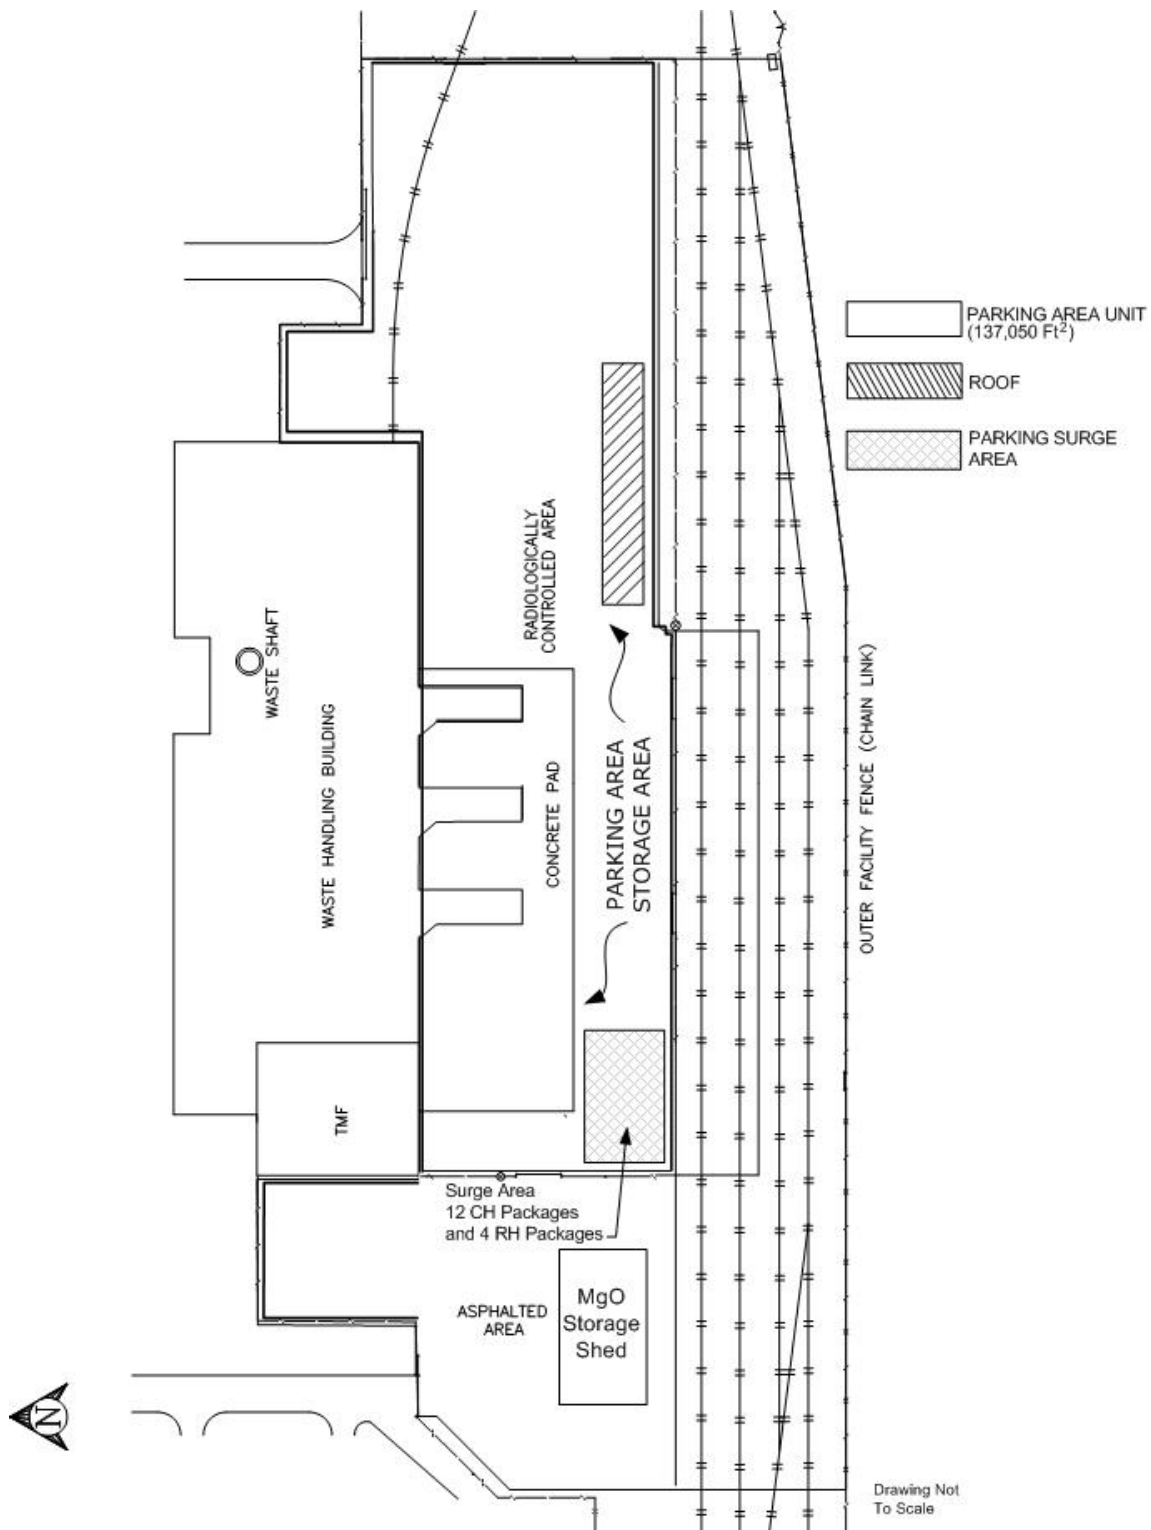 PARKING AREA UNIT
(137,050 Ft²)
ROOF
PARKING SURGE
AREA
RADIOLOGICALLY
CONTROLLED AREA
WASTE SHAFT
WASTE HANDLING BUILDING
CONCRETE PAD
PARKING AREA
STORAGE AREA
OUTER FACILITY FENCE (CHAIN LINK)
TMF
Surge Area
12 CH Packages
and 4 RH Packages
ASPHALTED
AREA
MgO
Storage
Shed
N
Drawing Not
To Scale